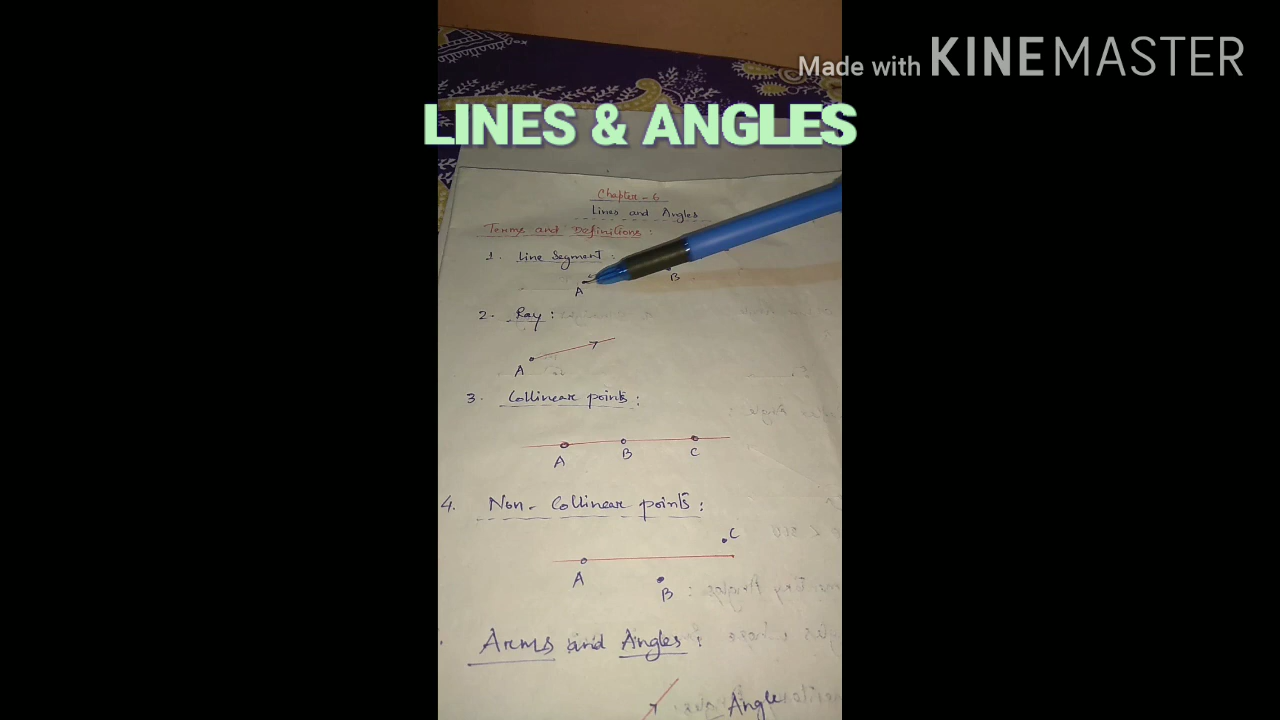 Made with KINEMASTER
LINES & ANGLES
Chapter - 6
Lines and Angles
Terms and Definitions :
1. Line Segment :
A B
2. Ray :
A
3. Collinear points :
A B C
4. Non - Collinear points :
C
A
B
Arms and Angles :
Angle